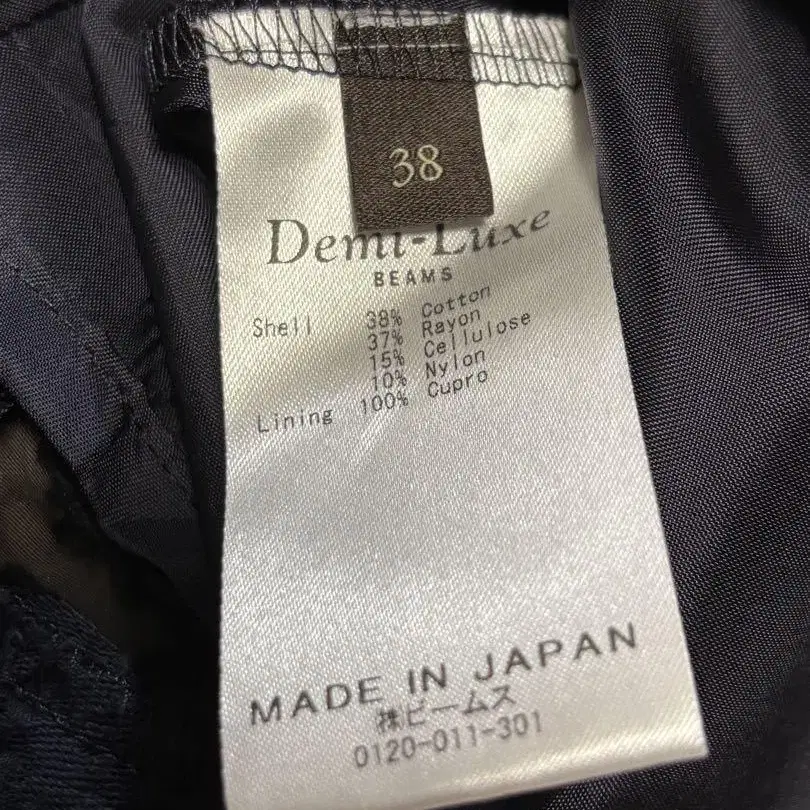 38
Demi-Luxe
BEAMS
Shell 38% Cotton
37% Rayon
15% Cellulose
10% Nylon
Lining 100% Cupro
MADE IN JAPAN
㈱ビームス
0120-011-301